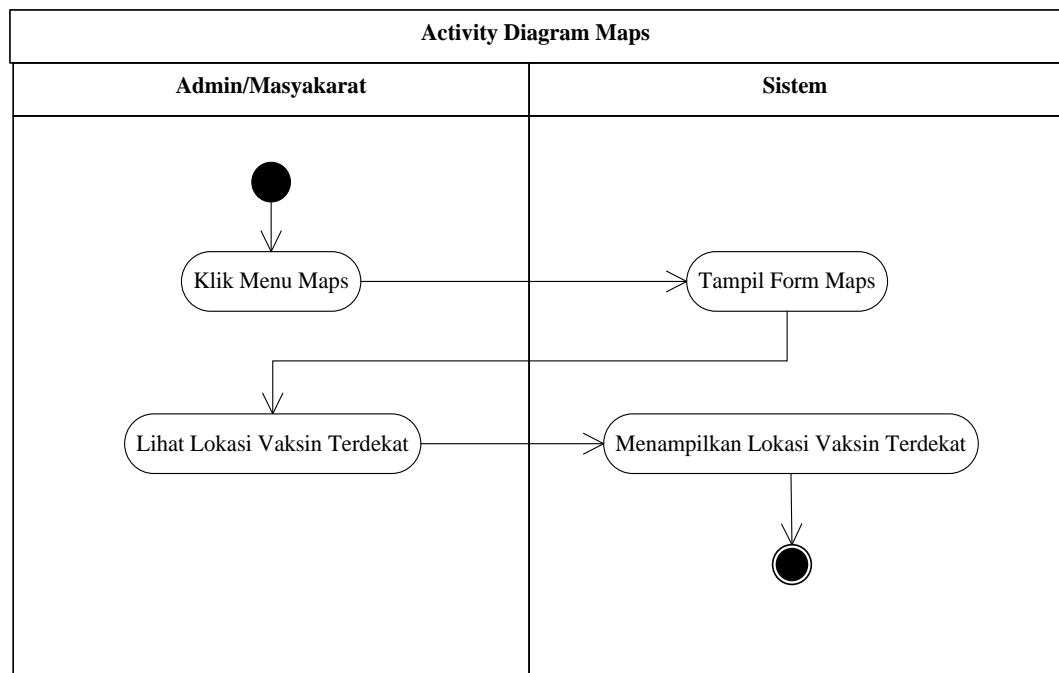 Activity Diagram Maps
Admin/Masyakarat
Sistem
Klik Menu Maps
Tampil Form Maps
Lihat Lokasi Vaksin Terdekat
Menampilkan Lokasi Vaksin Terdekat